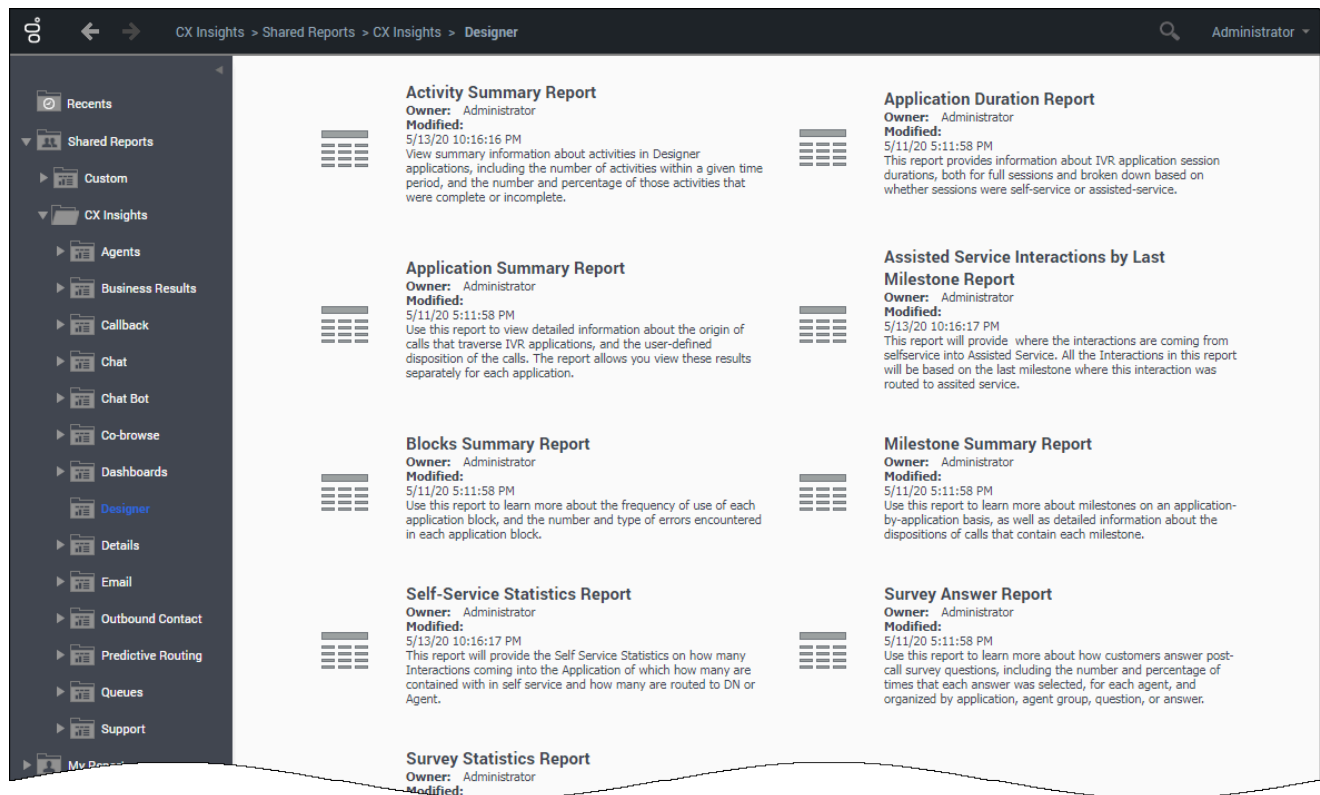 CX Insights > Shared Reports > CX Insights > Designer
Administrator
Recents
Shared Reports
Custom
CX Insights
Agents
Business Results
Callback
Chat
Chat Bot
Co-browse
Dashboards
Designer
Details
Email
Outbound Contact
Predictive Routing
Queues
Support
Activity Summary Report
Owner: Administrator
Modified:
5/13/20 10:16:16 PM
View summary information about activities in Designer
applications, including the number of activities within a given time
period, and the number and percentage of those activities that
were complete or incomplete.
Application Duration Report
Owner: Administrator
Modified:
5/11/20 5:11:58 PM
This report provides information about IVR application session
durations, both for full sessions and broken down based on
whether sessions were self-service or assisted-service.
Application Summary Report
Owner: Administrator
Modified:
5/11/20 5:11:58 PM
Use this report to view detailed information about the origin of
calls that traverse IVR applications, and the user-defined
disposition of the calls. The report allows you view these results
separately for each application.
Assisted Service Interactions by Last
Milestone Report
Owner: Administrator
Modified:
5/13/20 10:16:17 PM
This report will provide where the interactions are coming from
selfservice into Assisted Service. All the Interactions in this report
will be based on the last milestone where this interaction was
routed to assited service.
Blocks Summary Report
Owner: Administrator
Modified:
5/11/20 5:11:58 PM
Use this report to learn more about the frequency of use of each
application block, and the number and type of errors encountered
in each application block.
Milestone Summary Report
Owner: Administrator
Modified:
5/11/20 5:11:58 PM
Use this report to learn more about milestones on an application-
by-application basis, as well as detailed information about the
dispositions of calls that contain each milestone.
Self-Service Statistics Report
Owner: Administrator
Modified:
5/13/20 10:16:17 PM
This report will provide the Self Service Statistics on how many
Interactions coming into the Application of which how many are
contained with in self service and how many are routed to DN or
Agent.
Survey Answer Report
Owner: Administrator
Modified:
5/11/20 5:11:58 PM
Use this report to learn more about how customers answer post-
call survey questions, including the number and percentage of
times that each answer was selected, for each agent, and
organized by application, agent group, question, or answer.
Survey Statistics Report
Owner: Administrator
Modified: